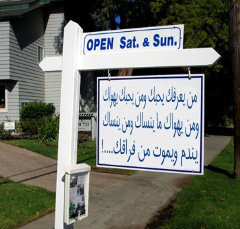 OPEN Sat. & Sun.
من يعرفك يحبك ومن يحبك يهواك
ومن يهواك ما ينساك ومن ينساك
يندم ويموت من فراقك....!